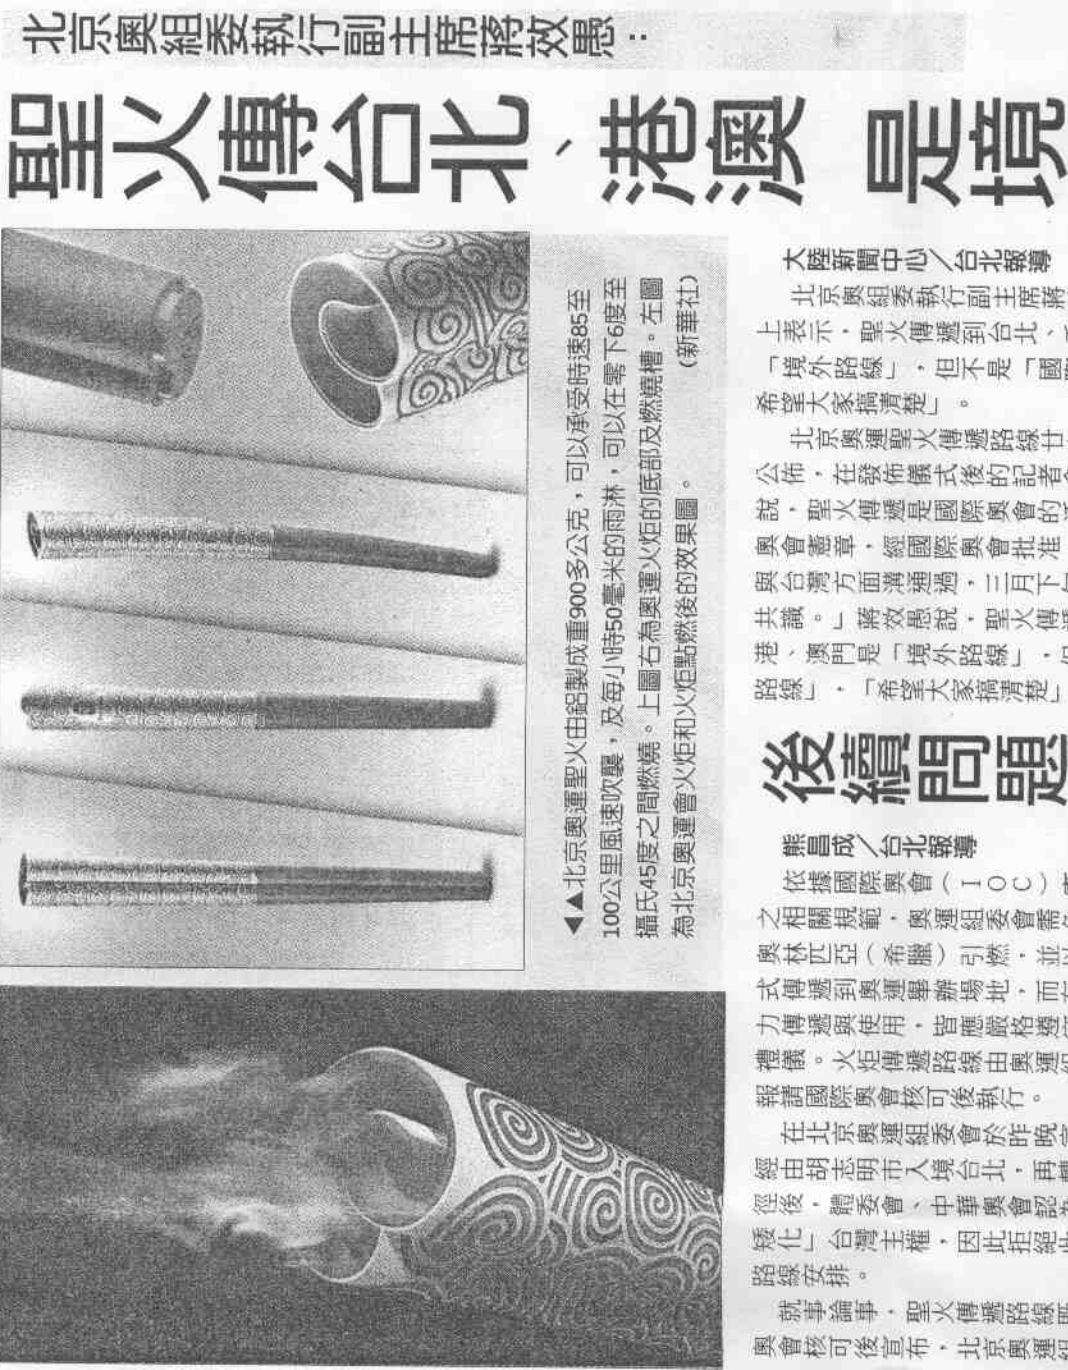 北京奧組委執行副主席蔣效愚：
聖火傳台北、港澳 是境
◀▲北京奧運聖火由鋁製成重900多公克，可以承受時速85至
100公里風速吹襲，及每小時50毫米的雨淋，可以在零下6度至
攝氏45度之間燃燒。上圖右為奧運火炬的底部及燃燒槽。左圖
為北京奧運會火炬和火炬點燃後的效果圖。　（新華社）
大陸新聞中心／台北報導
北京奧組委執行副主席蔣
上表示，聖火傳遞到台北、
「境外路線」，但不是「國
希望大家搞清楚」。
北京奧運聖火傳遞路線廿
公佈，在發佈儀式後的記者
說，聖火傳遞是國際奧會的
奧會憲章，經國際奧會批准
與台灣方面溝通過，三月下
共識。」蔣效愚說，聖火傳
港、澳門是「境外路線」，
路線」，「希望大家搞清楚」
後續問題
熊昌成／台北報導
依據國際奧會（ＩＯＣ）
之相關規範，奧運組委會需
奧林匹亞（希臘）引燃，並
式傳遞到奧運舉辦場地，而
力傳遞與使用，皆應嚴格遵
禮儀。火炬傳遞路線由奧運組
報請國際奧會核可後執行。
在北京奧運組委會於昨晚
經由胡志明市入境台北，再
徑後，體委會、中華奧會認
矮化」台灣主權，因此拒絕
路線安排。
就事論事，聖火傳遞路線
奧會核可後宣布，北京奧運組